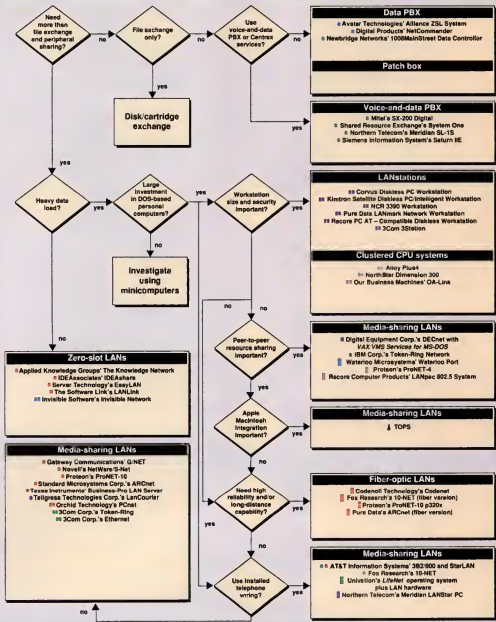 Need
more than
file exchange
and peripheral
sharing?
no
File exchange
only?
no
Use
voice-and-data
PBX or Centrex
services?
no
Data PBX
Avatar Technologies' Alliance ZSL System
Digital Products' NetCommander
Newbridge Networks' 1008MainStreet Data Controller
Patch box
yes
Disk/cartridge
exchange
yes
Voice-and-data PBX
Mitel's SX-200 Digital
Shared Resource Exchange's System One
Northern Telecom's Meridian SL-1S
Siemens Information System's Saturn IIE
yes
Heavy data
load?
yes
Large
investment
in DOS-based
personal
computers?
yes
Workstation
size and security
important?
yes
LANstations
Corvus Diskless PC Workstation
Kimtron Satellite Diskless PC/Intelligent Workstation
NCR 3390 Workstation
Pure Data LANmark Network Workstation
Racore PC AT – Compatible Diskless Workstation
3Com 3Station
Clustered CPU systems
Alloy Plus4
NorthStar Dimension 300
Our Business Machines' OA-Link
no
Investigate
using
minicomputers
no
no
Peer-to-peer
resource sharing
important?
yes
Media-sharing LANs
Digital Equipment Corp.'s DECnet with
VAX VMS Services for MS-DOS
IBM Corp.'s Token-Ring Network
Waterloo Microsystems' Waterloo Port
Proteon's ProNET-4
Racore Computer Products' LANpac 802.5 System
Zero-slot LANs
Applied Knowledge Groups' The Knowledge Network
IDEAssociates' IDEAshare
Server Technology's EasyLAN
The Software Link's LANLink
Invisible Software's Invisible Network
yes
Apple
Macintosh
integration
important?
yes
Media-sharing LANs
TOPS
Media-sharing LANs
Gateway Communications' G/NET
Novell's NetWare/S-Net
Proteon's ProNET-10
Standard Microsystems Corp.'s ARCnet
Texas Instruments' Business-Pro LAN Server
Tallgrass Technologies Corp.'s LanCourier
Orchid Technology's PCnet
3Com Corp.'s Token-Ring
3Com Corp.'s Ethernet
no
no
Need high
reliability and/or
long-distance
capability?
yes
Fiber-optic LANs
Codenoll Technology's Codenet
Fox Research's 10-NET (fiber version)
Proteon's ProNET-10 p320x
Pure Data's ARCnet (fiber version)
no
Use installed
telephone
wiring?
yes
Media-sharing LANs
AT&T Information Systems' 3B2/600 and StarLAN
Fox Research's 10-NET
Univation's LifeNet operating system
plus LAN hardware
Northern Telecom's Meridian LANStar PC
no